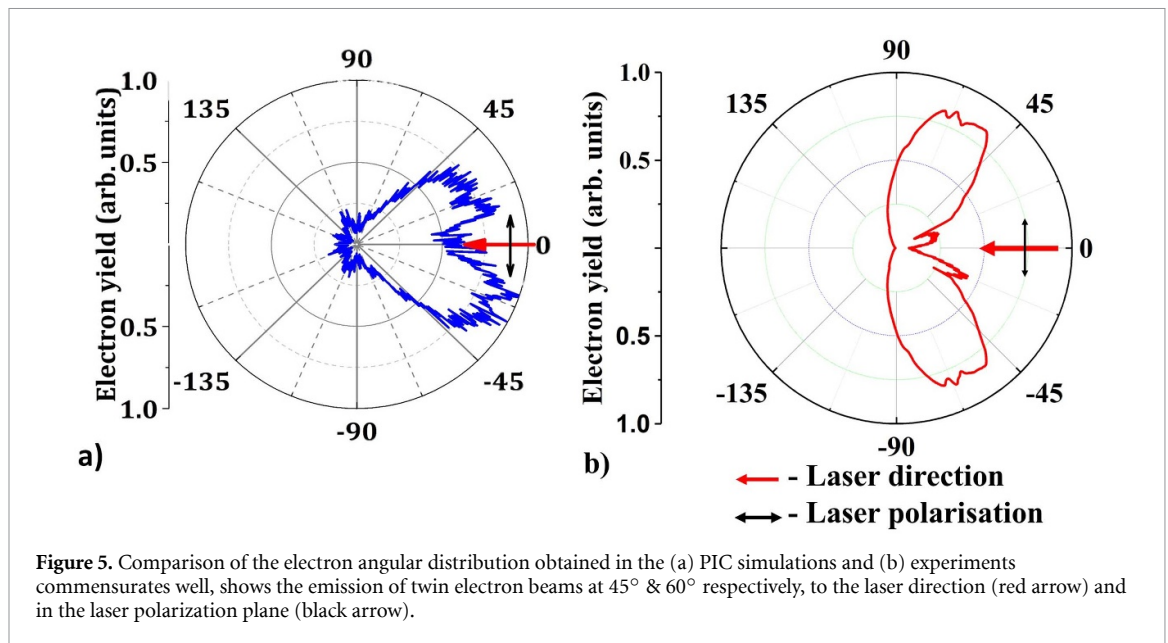 90
1.0
135
45
Electron yield (arb. units)
0.5
0
0.5
-135
-45
1.0
-90
a)
90
1.0
135
45
Electron yield (arb. units)
0.5
0.0
0
0.5
-135
-45
1.0
-90
b)
- Laser direction
- Laser polarisation
Figure 5. Comparison of the electron angular distribution obtained in the (a) PIC simulations and (b) experiments
commensurates well, shows the emission of twin electron beams at 45° & 60° respectively, to the laser direction (red arrow) and
in the laser polarization plane (black arrow).